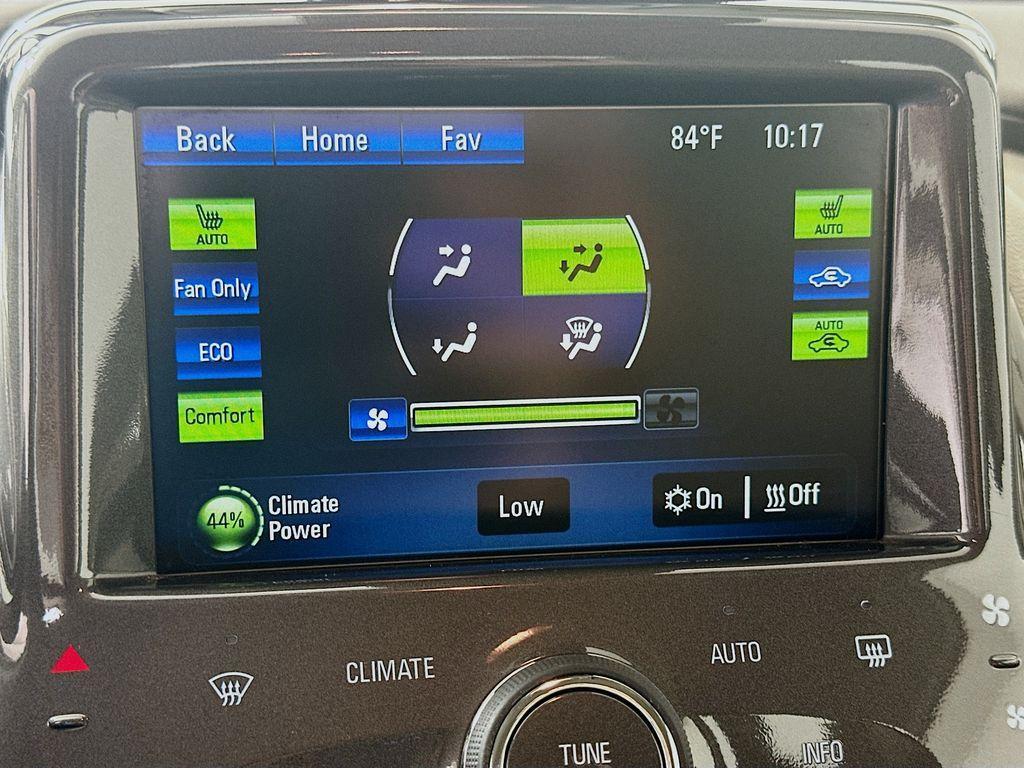 Back Home Fav 84°F 10:17
AUTO
AUTO
Fan Only
ECO
AUTO
Comfort
44%
Climate
Power
Low
On
Off
CLIMATE
AUTO
TUNE
INFO